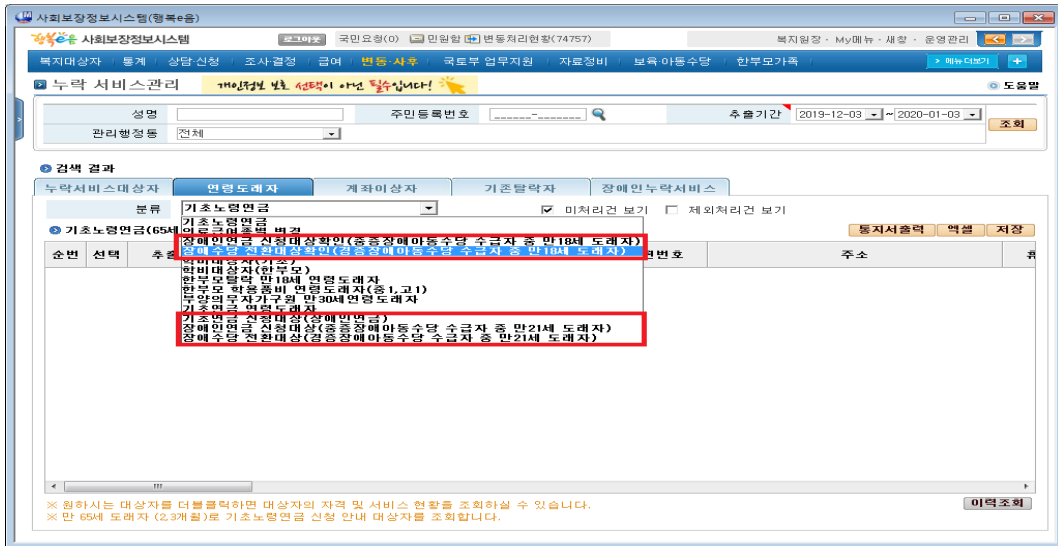 사회보장정보시스템(행복e음)
행복e음 사회보장정보시스템 로그아웃 국민요청(0) 민원함 변동처리현황(74757) 복지원장 · My메뉴 · 새창 · 운영관리
복지대상자 통계 상담·신청 조사·결정 급여 변동·사후 국토부 업무지원 자료정비 보육·아동수당 한부모가족 > 메뉴 더보기 +
누락 서비스관리 개인정보 보호 선택이 아닌 필수입니다! 도움말
성명 주민등록번호 ______-_______ 추출기간 2019-12-03 ~ 2020-01-03 조회
관리행정동 전체
검색 결과
누락서비스대상자 연령도래자 계좌이상자 기존탈락자 장애인누락서비스
분류 기초노령연금 미처리건 보기 제외처리건 보기
기초노령연금
기초노령연금(65세 의료급여종별 변경 통지서출력 엑셀 저장
장애인연금 신청대상확인(중증장애아동수당 수급자 중 만18세 도래자)
장애수당 전환대상확인(경증장애아동수당 수급자 중 만18세 도래자)
순번 선택 추출 번호 주소 휴
학비대상자(기초)
학비대상자(한부모)
한부모탈락 만18세 연령도래자
한부모 학용품비 연령도래자(중1,고1)
부양의무자가구원 만30세연령도래자
기초연금 연령도래자
기초연금 신청대상(장애인연금)
장애인연금 신청대상(중증장애아동수당 수급자 중 만21세 도래자)
장애수당 전환대상(경증장애아동수당 수급자 중 만21세 도래자)
※ 원하시는 대상자를 더블클릭하면 대상자의 자격 및 서비스 현황을 조회하실 수 있습니다. 이력조회
※ 만 65세 도래자 (2,3개월)로 기초노령연금 신청 안내 대상자를 조회합니다.